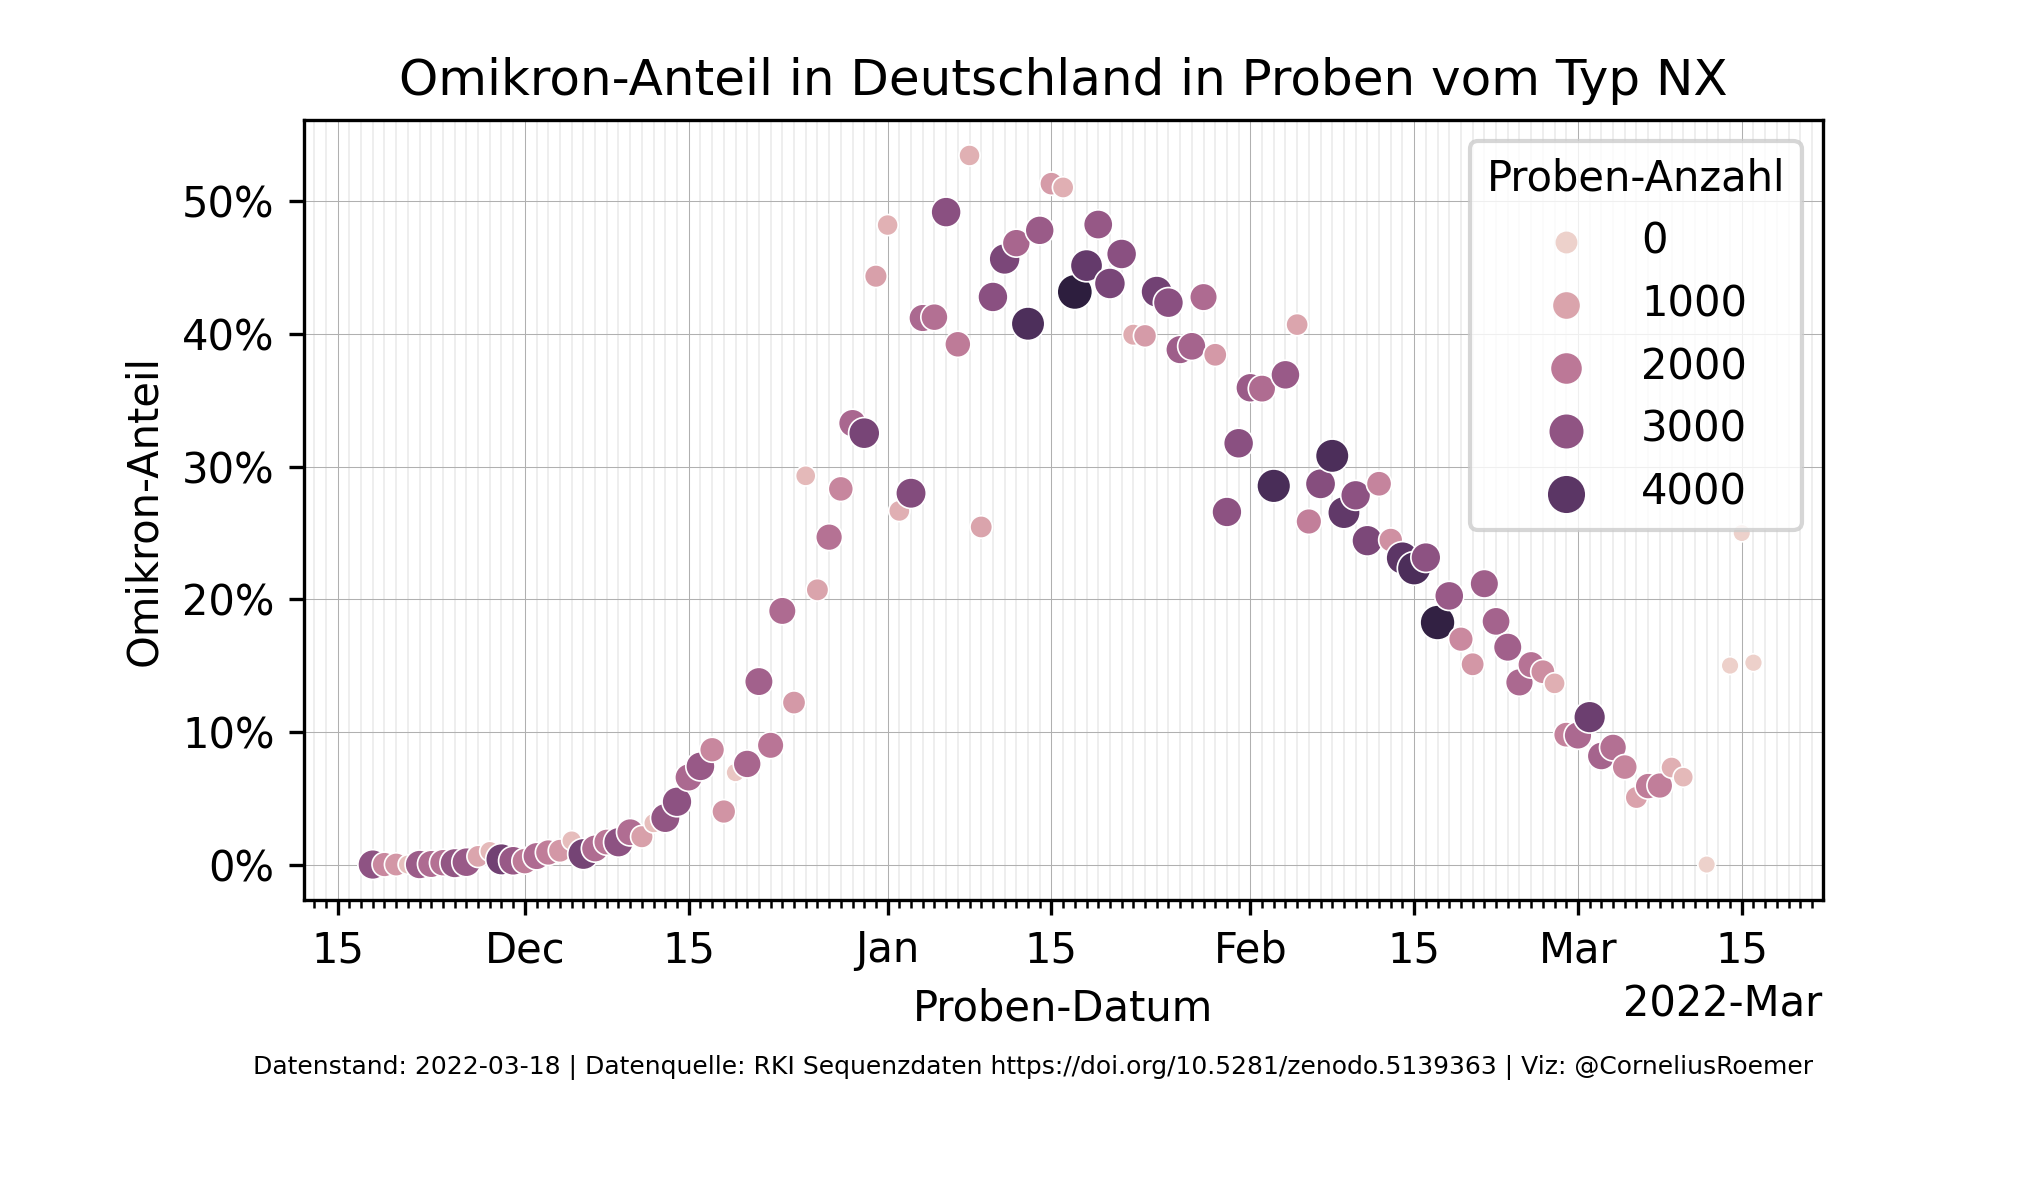 Omikron-Anteil in Deutschland in Proben vom Typ NX
Omikron-Anteil
50%
40%
30%
20%
10%
0%
Proben-Anzahl
0
1000
2000
3000
4000
15
Dec
15
Jan
15
Feb
15
Mar
15
Proben-Datum
2022-Mar
Datenstand: 2022-03-18 | Datenquelle: RKI Sequenzdaten https://doi.org/10.5281/zenodo.5139363 | Viz: @CorneliusRoemer